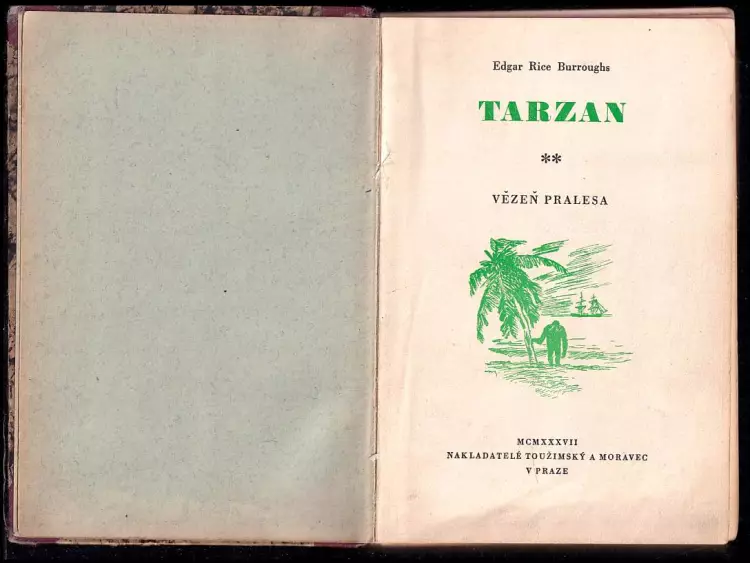 Edgar Rice Burroughs
TARZAN
**
VĚZEŇ PRALESA
MCMXXXVII
NAKLADATELÉ TOUŽIMSKÝ A MORAVEC
V PRAZE